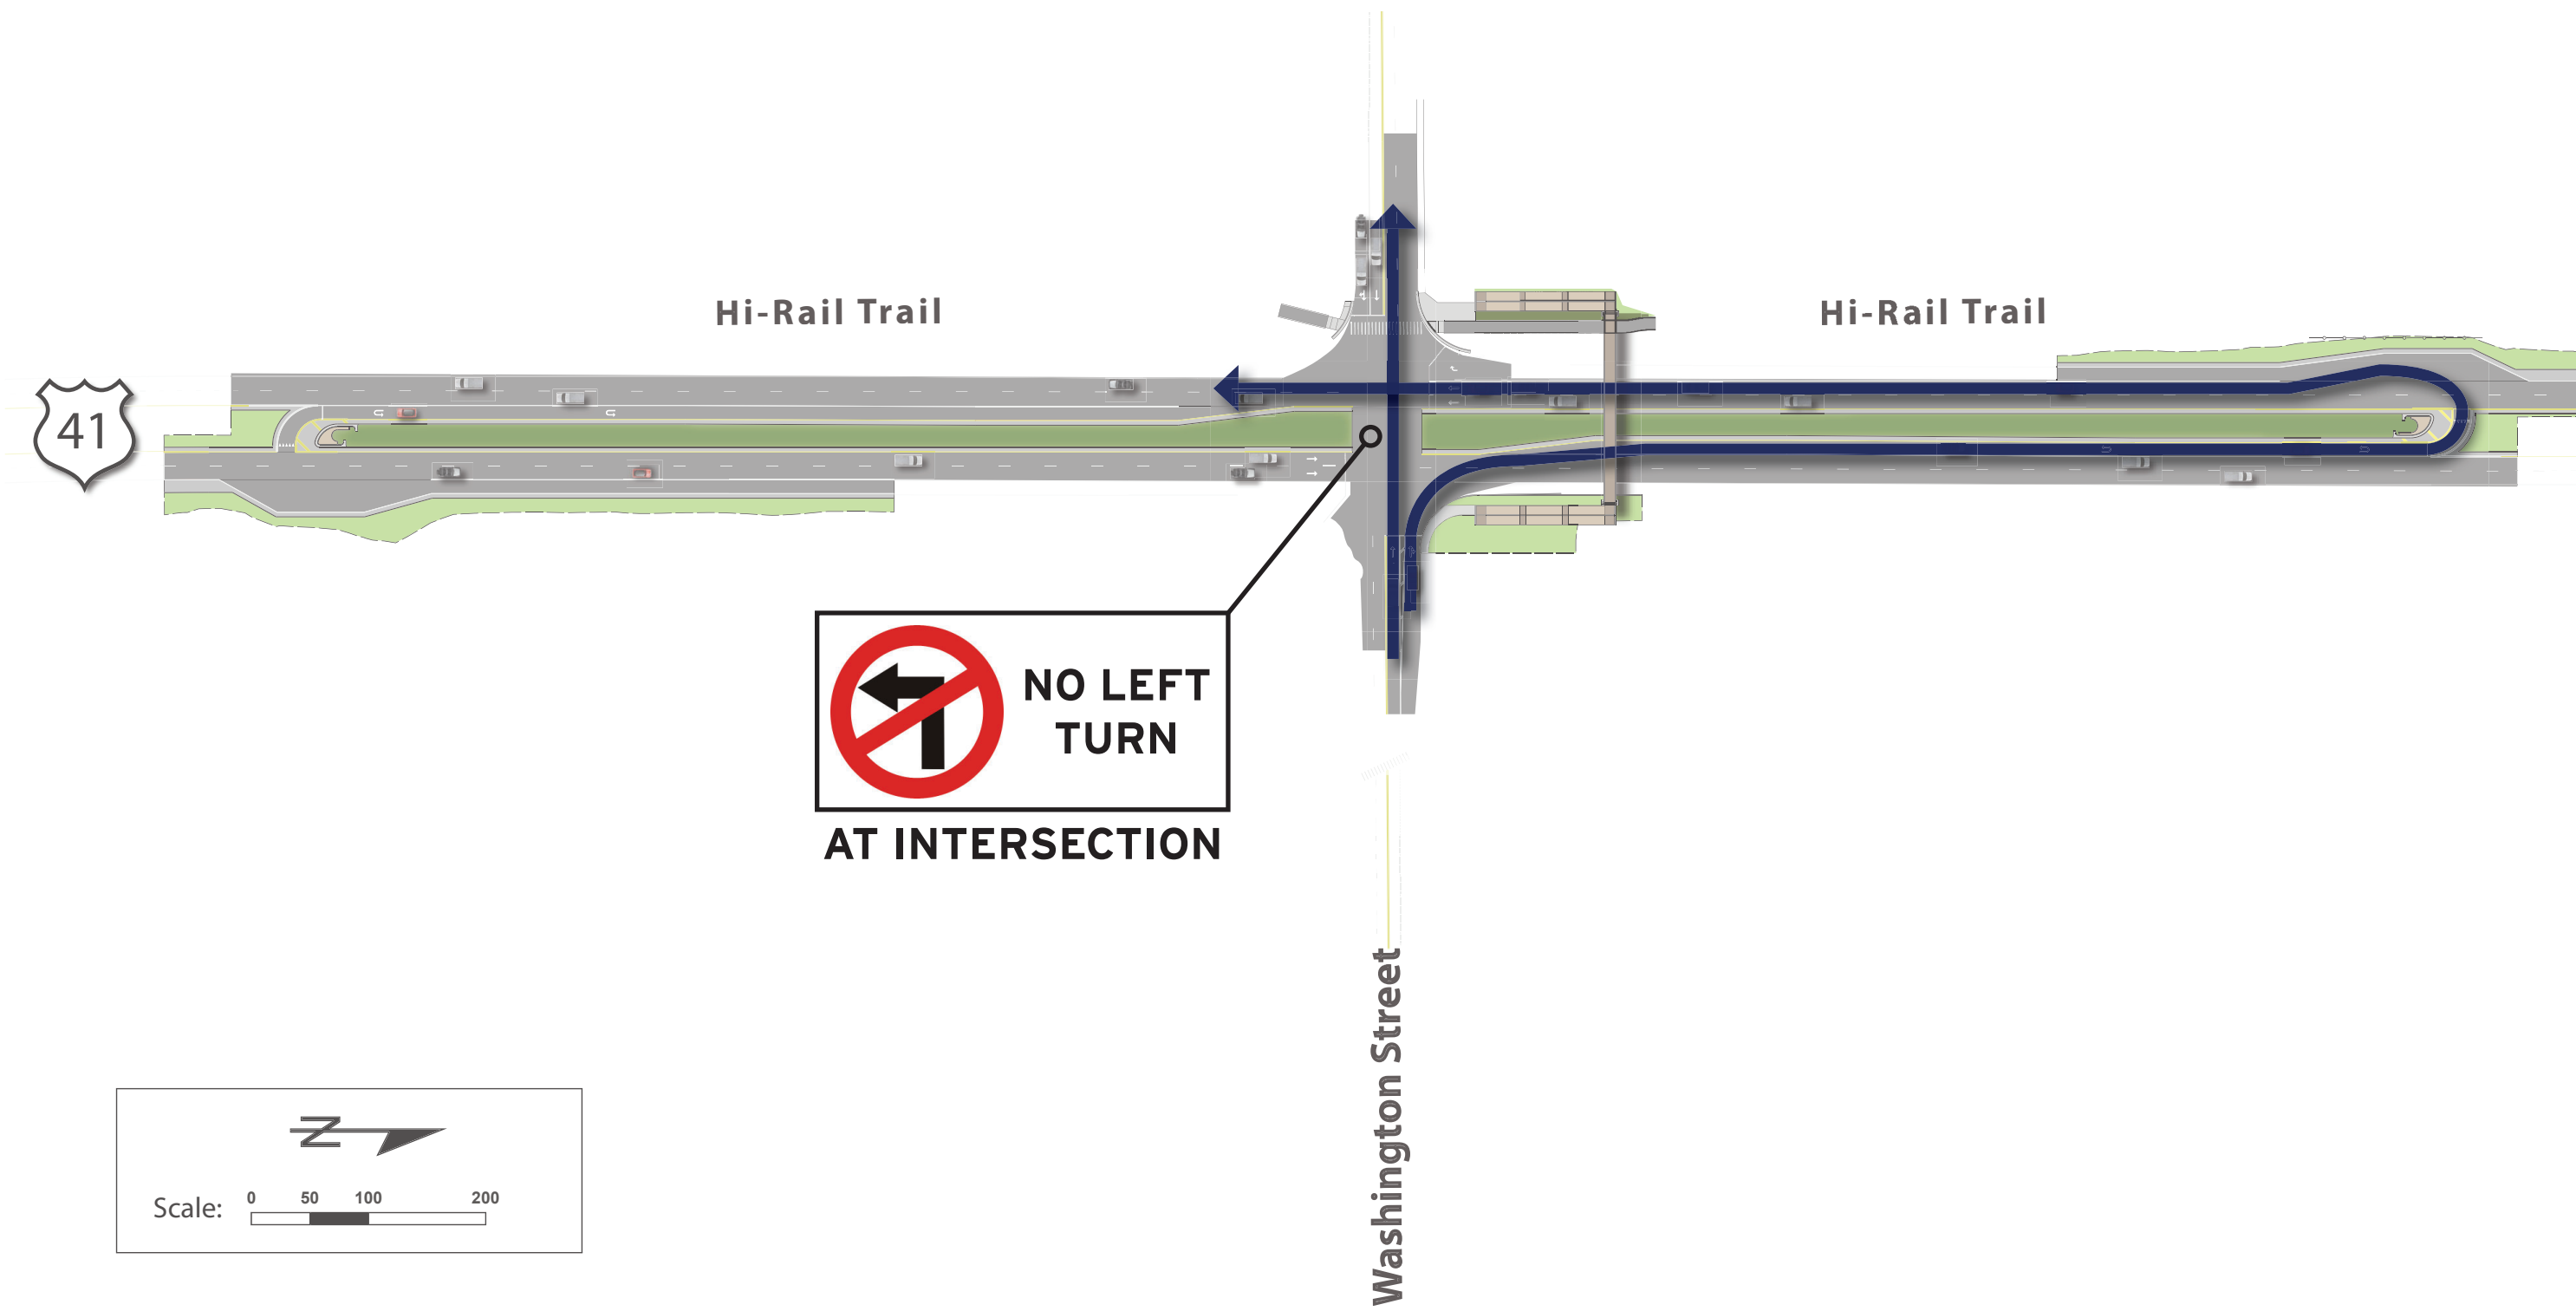 Hi-Rail Trail
Hi-Rail Trail
41
NO LEFT
TURN
AT INTERSECTION
Washington Street
N
Scale:
0 50 100 200